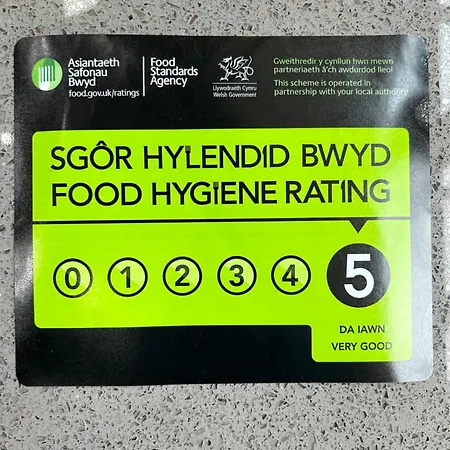 Asiantaeth
Safonau
Bwyd
food.gov.uk/ratings
Food
Standards
Agency
Llywodraeth Cymru
Welsh Government
Gweithredir y cynllun hwn mewn
partneriaeth â'ch awdurdod lleol
This scheme is operated in
partnership with your local authority
SGÔR HYLENDID BWYD
FOOD HYGIENE RATING
0 1 2 3 4 5
DA IAWN
VERY GOOD